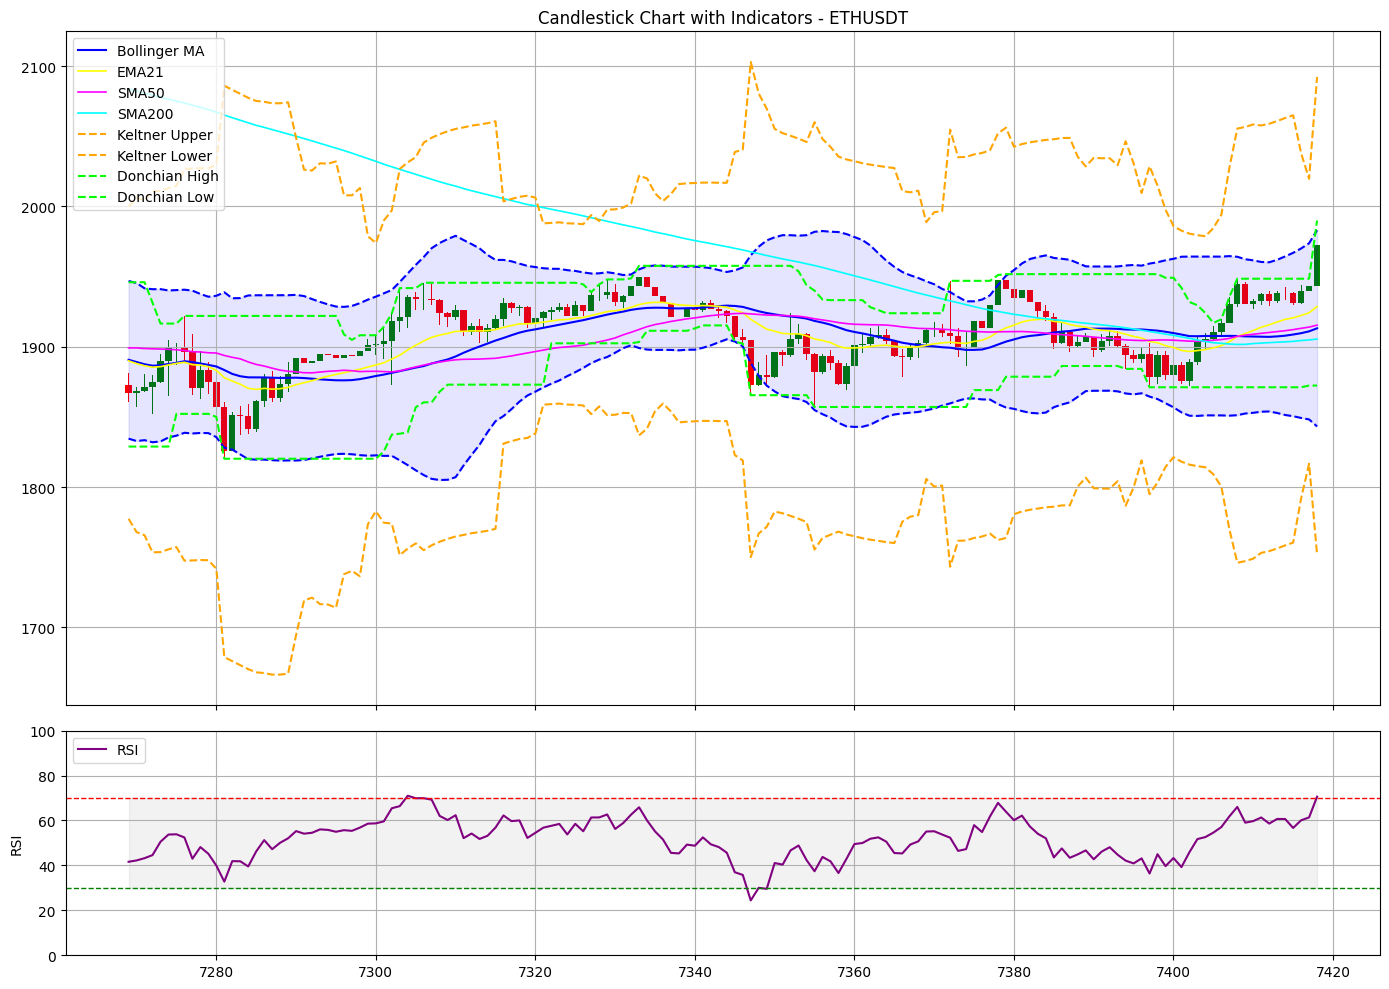 Candlestick Chart with Indicators - ETHUSDT
Bollinger MA
EMA21
SMA50
SMA200
Keltner Upper
Keltner Lower
Donchian High
Donchian Low
2100
2000
1900
1800
1700
RSI
100
80
60
40
20
0
RSI
7280 7300 7320 7340 7360 7380 7400 7420